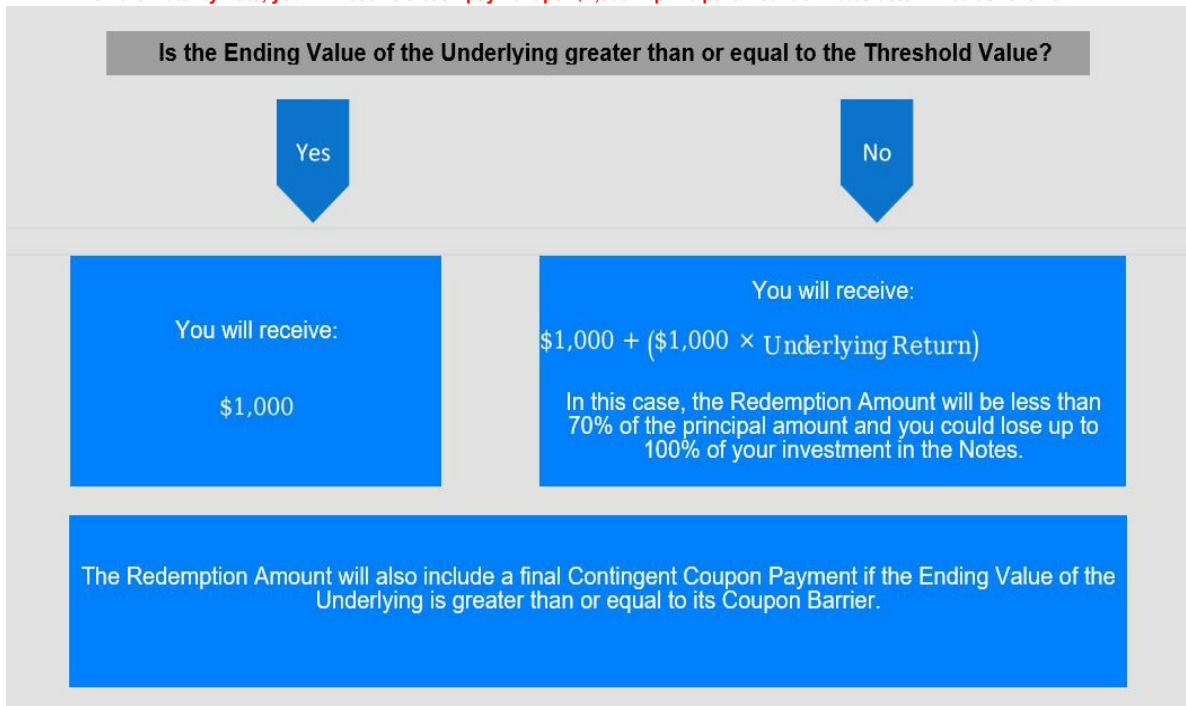 Is the Ending Value of the Underlying greater than or equal to the Threshold Value?
Yes
No
You will receive:
$1,000
You will receive:
$1,000 + ($1,000 × Underlying Return)
In this case, the Redemption Amount will be less than
70% of the principal amount and you could lose up to
100% of your investment in the Notes.
The Redemption Amount will also include a final Contingent Coupon Payment if the Ending Value of the
Underlying is greater than or equal to its Coupon Barrier.